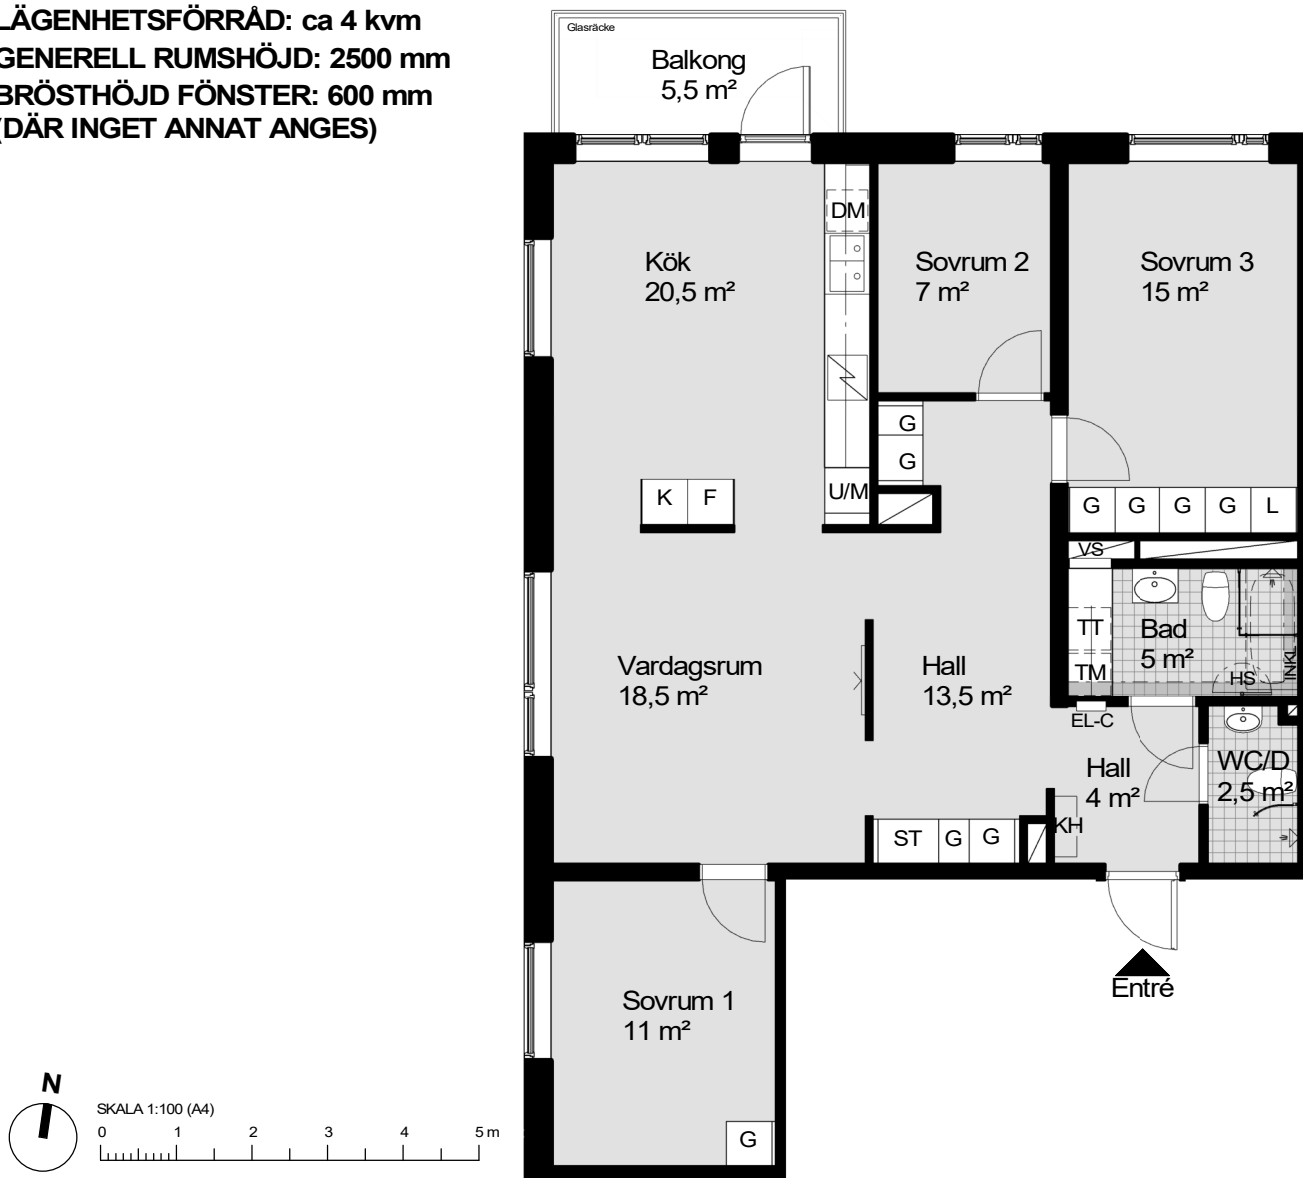 LÄGENHETSFÖRRÅD: ca 4 kvm
GENERELL RUMSHÖJD: 2500 mm
BRÖSTHÖJD FÖNSTER: 600 mm
(DÄR INGET ANNAT ANGES)
Glasräcke
Balkong
5,5 m²
DM
Kök
20,5 m²
Sovrum 2
7 m²
Sovrum 3
15 m²
G
G
K F
U/M
G G G G L
VS
TT
TM
Bad
5 m²
HS
INKL
Vardagsrum
18,5 m²
Hall
13,5 m²
EL-C
Hall
4 m²
WC/D
2,5 m²
KH
ST G G
Entré
Sovrum 1
11 m²
G
N
SKALA 1:100 (A4)
0 1 2 3 4 5 m